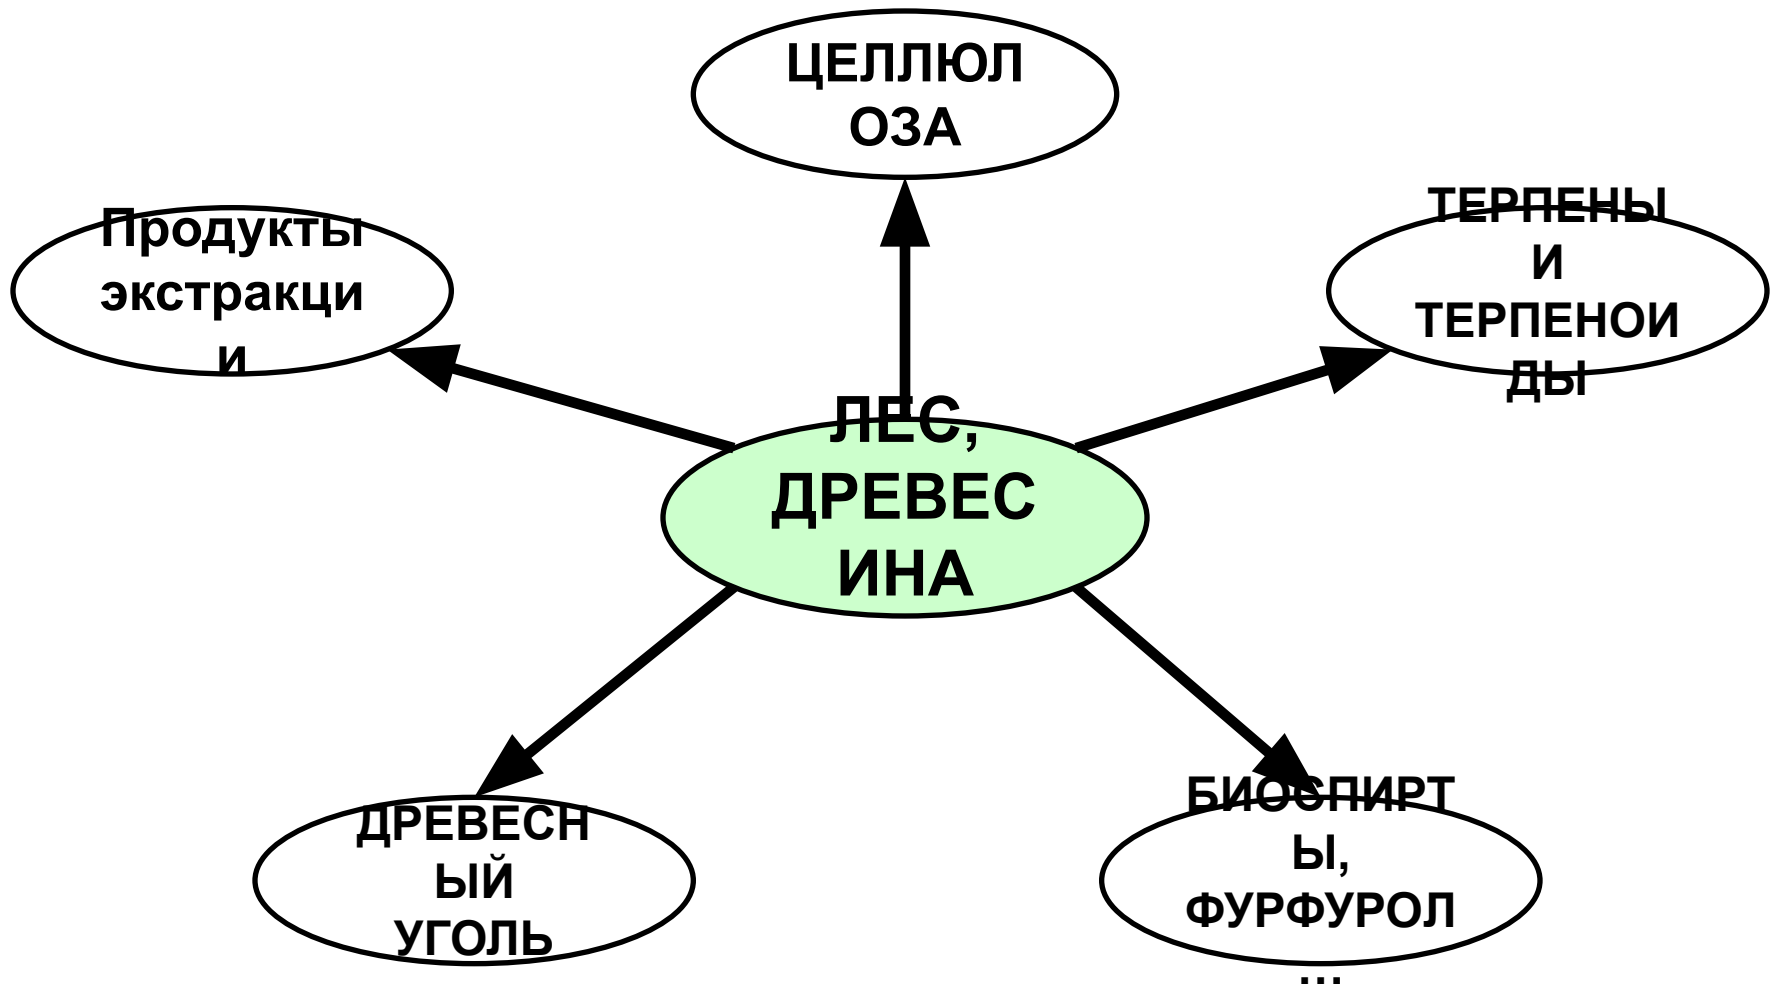 ЦЕЛЛЮЛ
ОЗА
Продукты
экстракци
и
ТЕРПЕНЫ
И
ТЕРПЕНОИ
ДЫ
ЛЕС,
ДРЕВЕС
ИНА
ДРЕВЕСН
ЫЙ
УГОЛЬ
БИОСПИРТ
Ы,
ФУРФУРОЛ
...